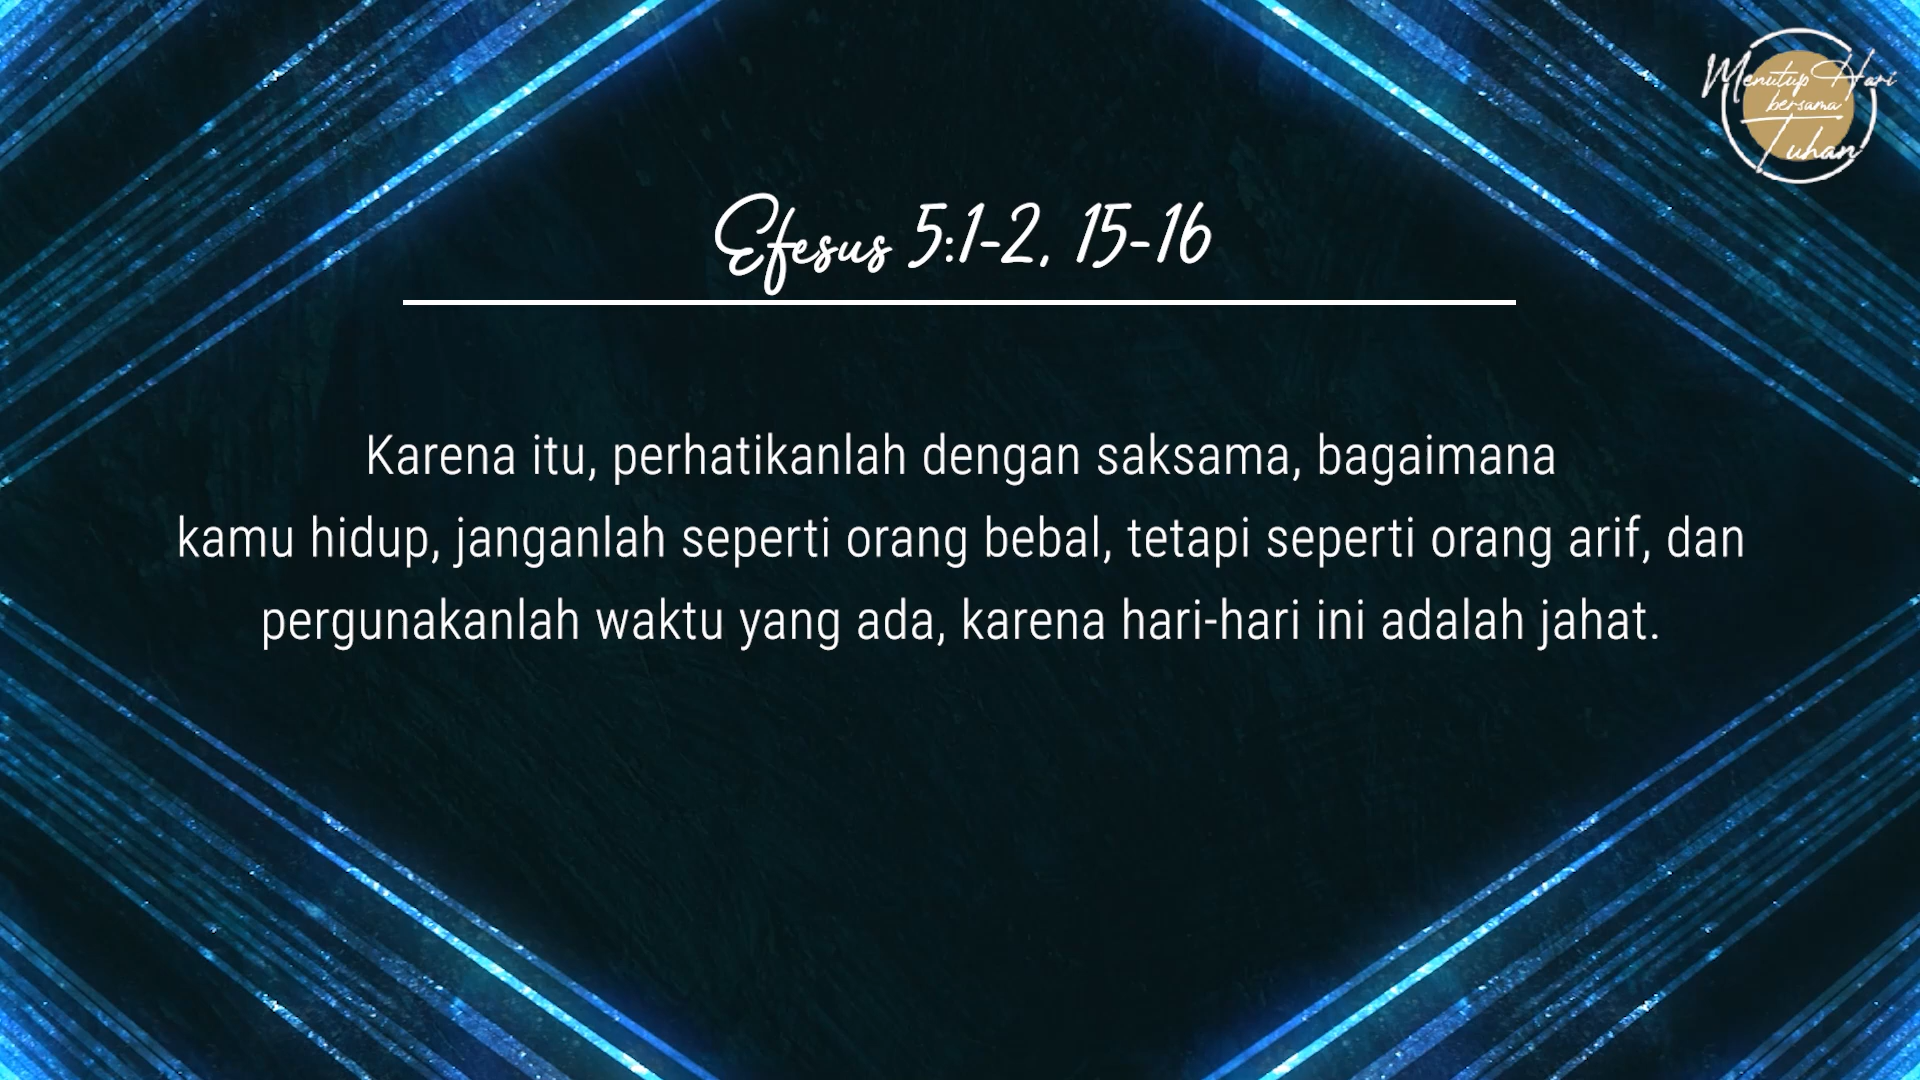 Menutup Hari
bersama
Tuhan
Efesus 5:1-2, 15-16
Karena itu, perhatikanlah dengan saksama, bagaimana
kamu hidup, janganlah seperti orang bebal, tetapi seperti orang arif, dan
pergunakanlah waktu yang ada, karena hari-hari ini adalah jahat.